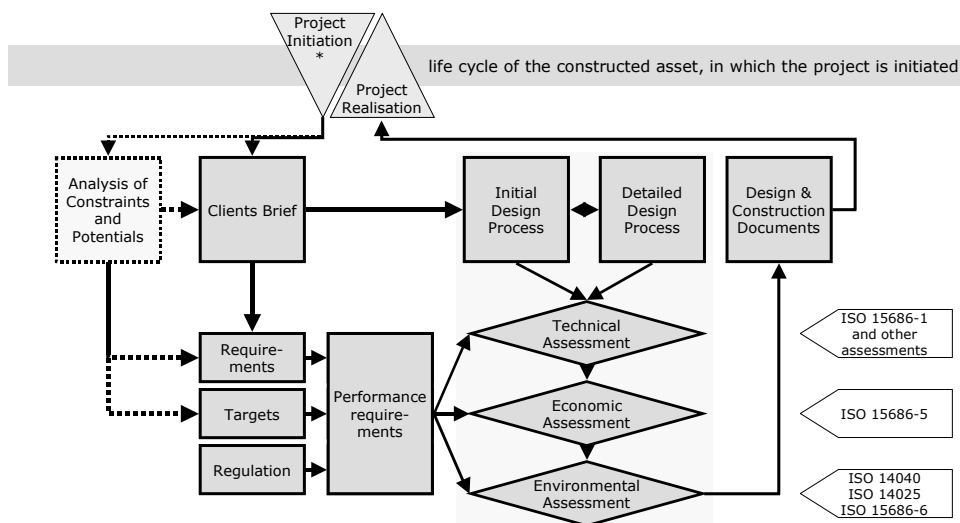 Project
Initiation
*
life cycle of the constructed asset, in which the project is initiated
Project
Realisation
Analysis of
Constraints
and
Potentials
Clients Brief
Initial
Design
Process
Detailed
Design
Process
Design &
Construction
Documents
Technical
Assessment
ISO 15686-1
and other
assessments
Require-
ments
Performance
require-
ments
Targets
Economic
Assessment
ISO 15686-5
Regulation
Environmental
Assessment
ISO 14040
ISO 14025
ISO 15686-6